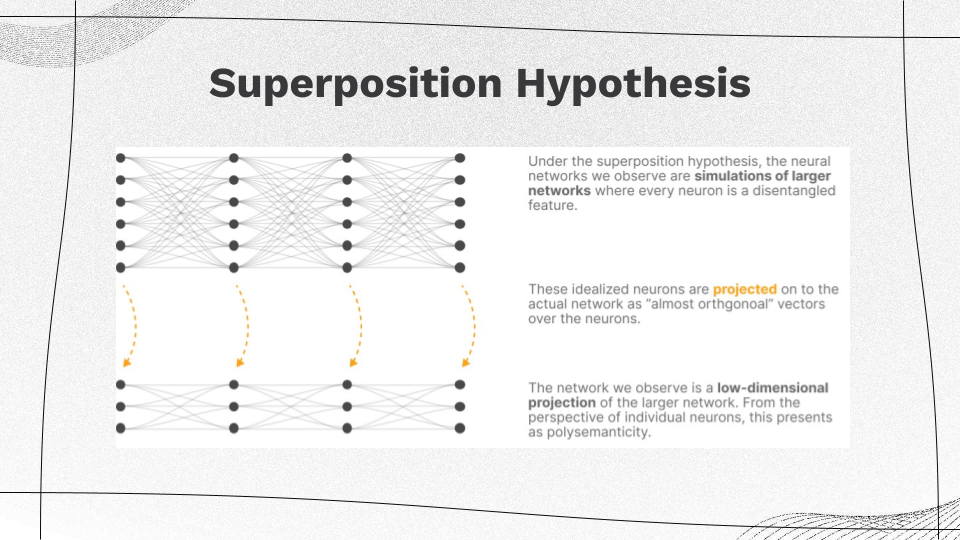 Superposition Hypothesis
Under the superposition hypothesis, the neural
networks we observe are simulations of larger
networks where every neuron is a disentangled
feature.
These idealized neurons are projected on to the
actual network as “almost orthgonoal” vectors
over the neurons.
The network we observe is a low-dimensional
projection of the larger network. From the
perspective of individual neurons, this presents
as polysemanticity.